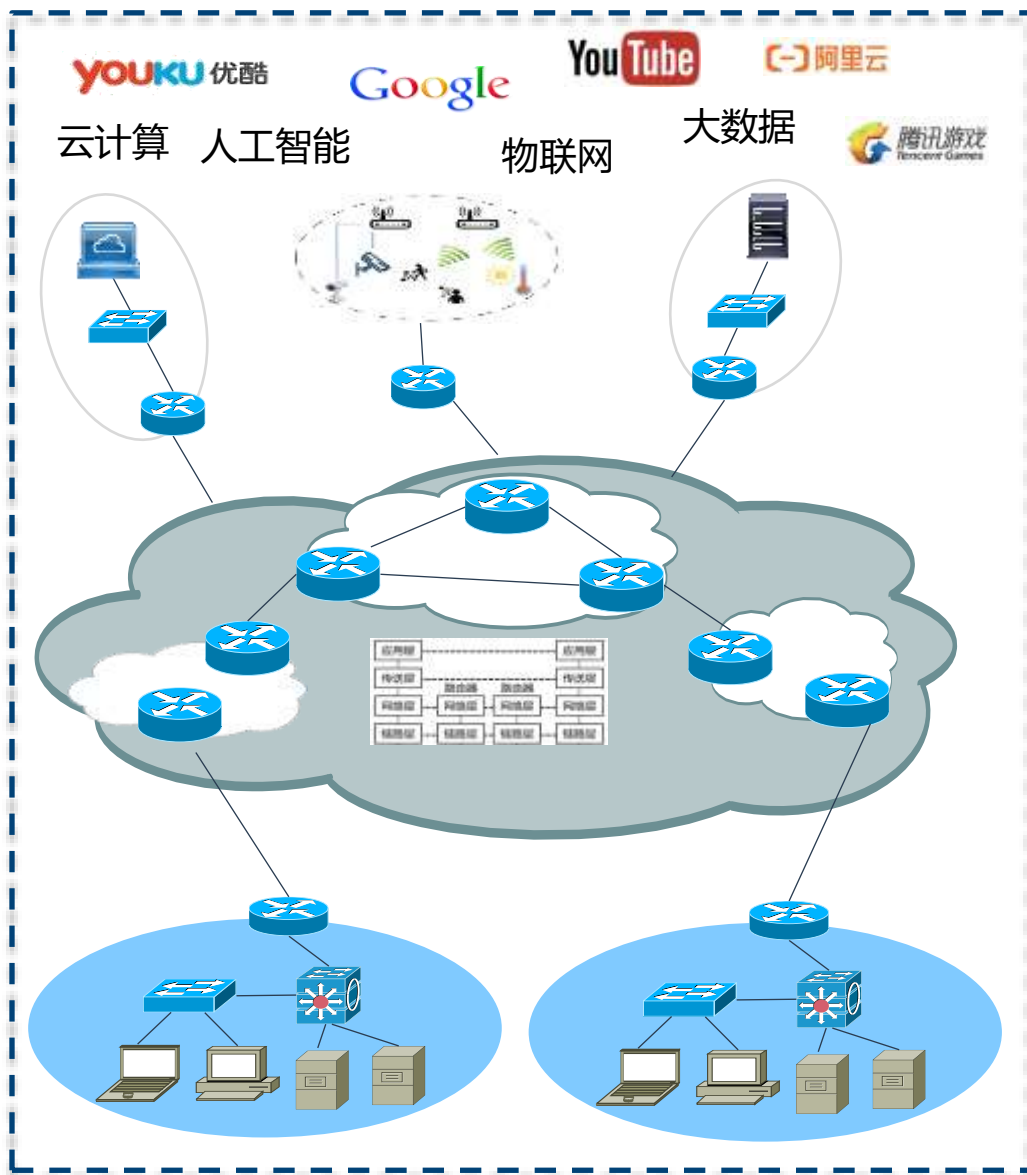 YOUKU 优酷
Google
YouTube
阿里云
云计算
人工智能
物联网
大数据
腾讯游戏
Tencent Games
应用层 应用层
传送层 传送层
路由器 路由器
网络层 网络层 网络层 网络层
链路层 链路层 链路层 链路层